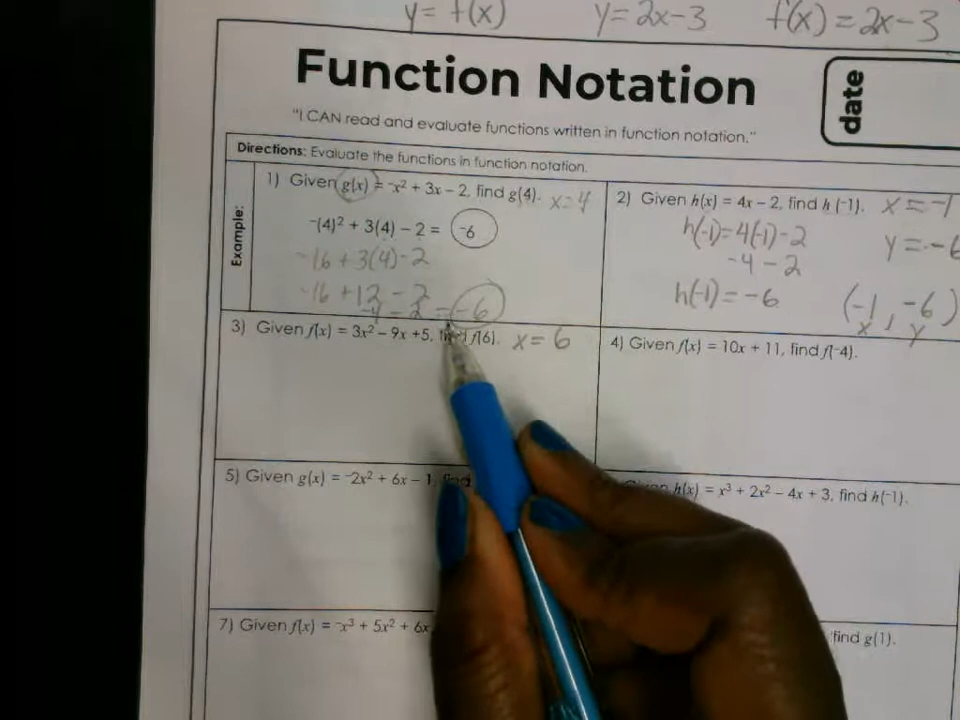 y= f(x) y=2x-3 f(x)=2x-3
Function Notation
date
"I CAN read and evaluate functions written in function notation."
Directions: Evaluate the functions in function notation.
Example:
1) Given g(x) = ⁻x² + 3x – 2, find g(4). x=4
⁻(4)² + 3(4) – 2 = ⁻6
-16 + 3(4)-2
-16 + 12 - 2
-4 - 2 = -6
2) Given h(x) = 4x – 2, find h (⁻1). x = -1
h(-1)=4(-1)-2
y=-6
-4 - 2
h(-1)= -6
(-1, -6)
x y
3) Given f(x) = 3x² – 9x +5, f(6). x= 6
4) Given f(x) = 10x + 11, find f(⁻4).
5) Given g(x) = ⁻2x² + 6x – 1, find
h(x) = x³ + 2x² – 4x + 3, find h(⁻1).
7) Given f(x) = ⁻x³ + 5x² + 6x
find g(1).